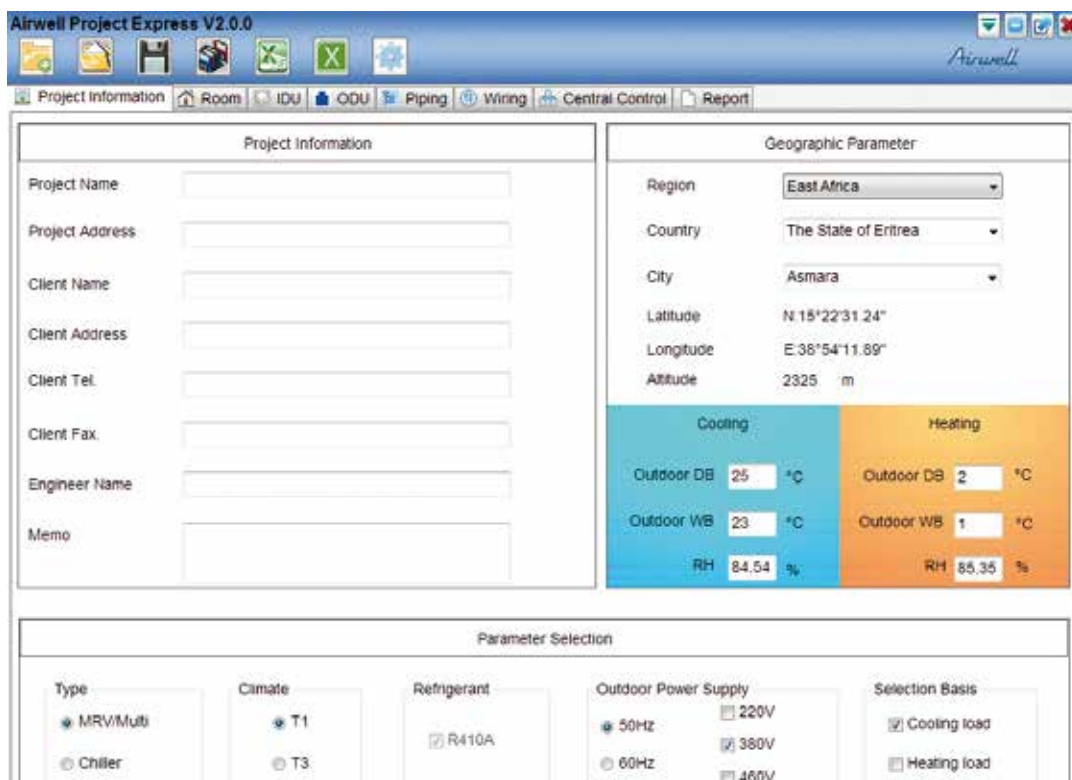 Airwell Project Express V2.0.0
Airwell
Project Information Room IDU ODU Piping Wiring Central Control Report
Project Information
Project Name
Project Address
Client Name
Client Address
Client Tel.
Client Fax.
Engineer Name
Memo
Geographic Parameter
Region East Africa
Country The State of Eritrea
City Asmara
Latitude N:15°22'31.24"
Longitude E:38°54'11.89"
Altitude 2325 m
Cooling
Outdoor DB 25 °C
Outdoor WB 23 °C
RH 84.54 %
Heating
Outdoor DB 2 °C
Outdoor WB 1 °C
RH 85.35 %
Parameter Selection
Type
MRV/Multi
Chiller
Climate
T1
T3
Refrigerant
R410A
Outdoor Power Supply
50Hz
60Hz
220V
380V
460V
Selection Basis
Cooling load
Heating load